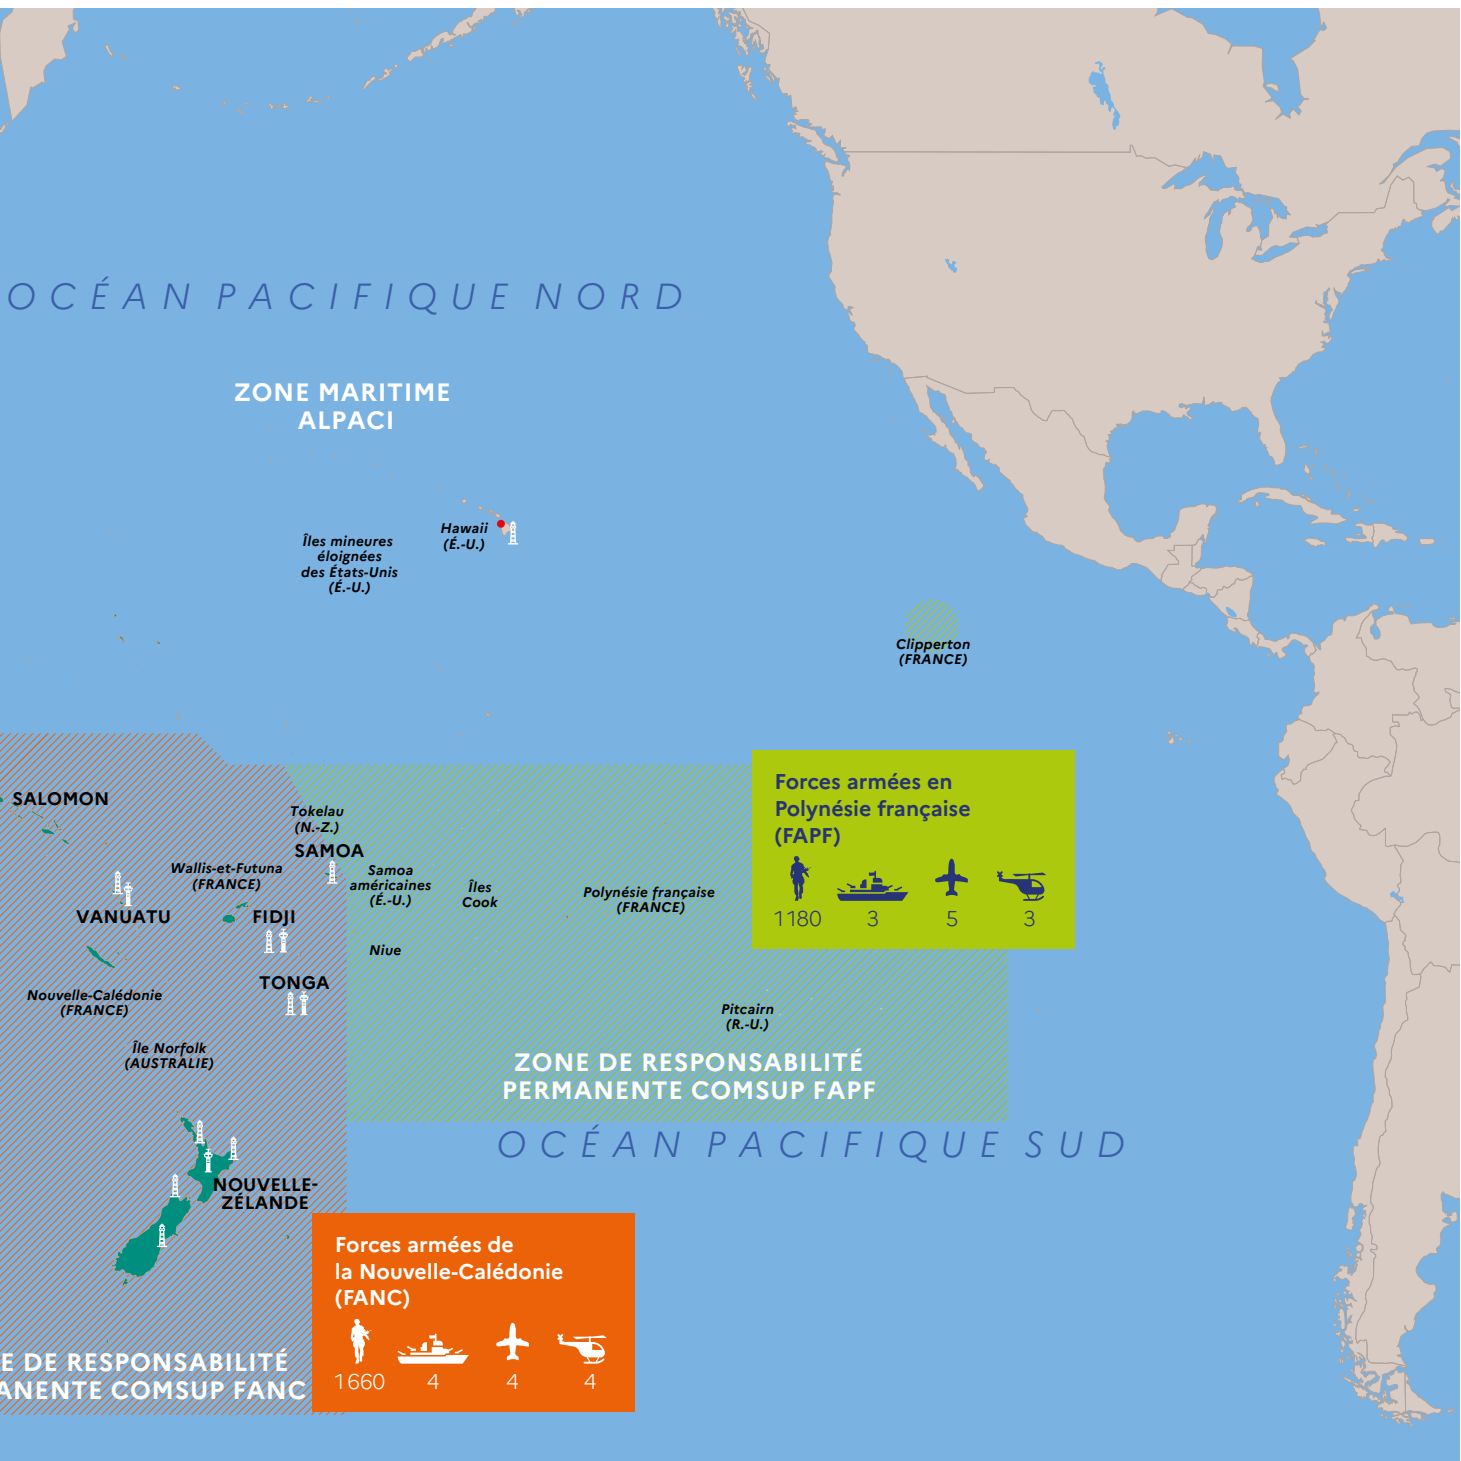 OCÉAN PACIFIQUE NORD
ZONE MARITIME
ALPACI
Hawaii
(É.-U.)
Îles mineures
éloignées
des États-Unis
(É.-U.)
Clipperton
(FRANCE)
SALOMON
Tokelau
(N.-Z.)
SAMOA
Wallis-et-Futuna
(FRANCE)
Samoa
américaines
(É.-U.)
Îles
Cook
Polynésie française
(FRANCE)
VANUATU
FIDJI
Niue
TONGA
Nouvelle-Calédonie
(FRANCE)
Pitcairn
(R.-U.)
Île Norfolk
(AUSTRALIE)
Forces armées en
Polynésie française
(FAPF)
1180 3 5 3
ZONE DE RESPONSABILITÉ
PERMANENTE COMSUP FAPF
OCÉAN PACIFIQUE SUD
NOUVELLE-
ZÉLANDE
Forces armées de
la Nouvelle-Calédonie
(FANC)
1660 4 4 4
E DE RESPONSABILITÉ
ANENTE COMSUP FANC